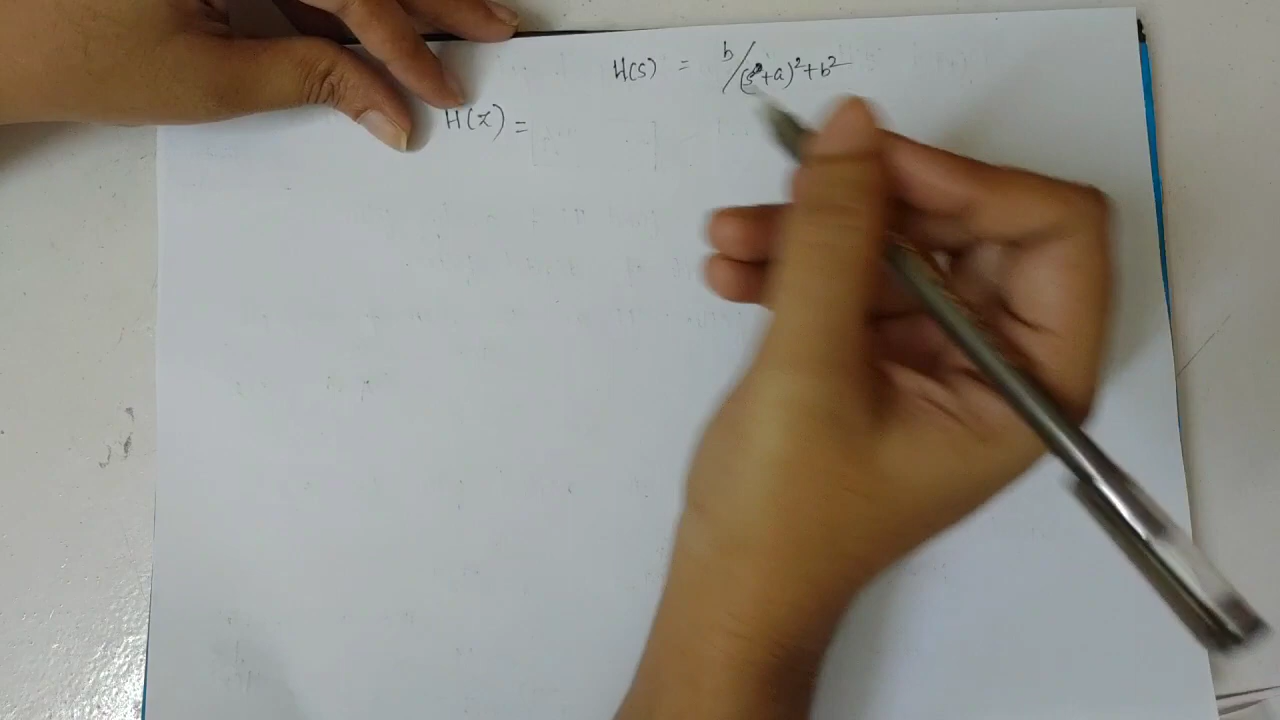 H(s) = b/(s+a)²+b²
H(z) =